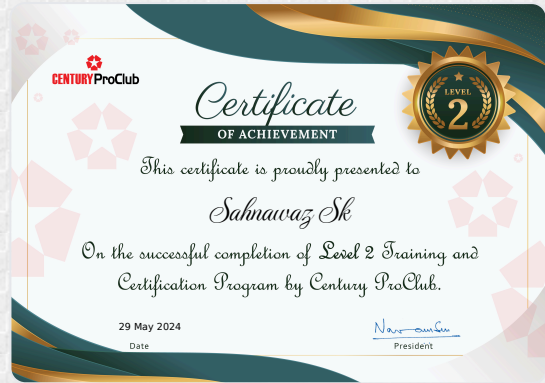 CENTURY ProClub
Certificate
OF ACHIEVEMENT
LEVEL
2
This certificate is proudly presented to
Sahnawaz Sk
On the successful completion of Level 2 Training and
Certification Program by Century ProClub.
29 May 2024
Date
President